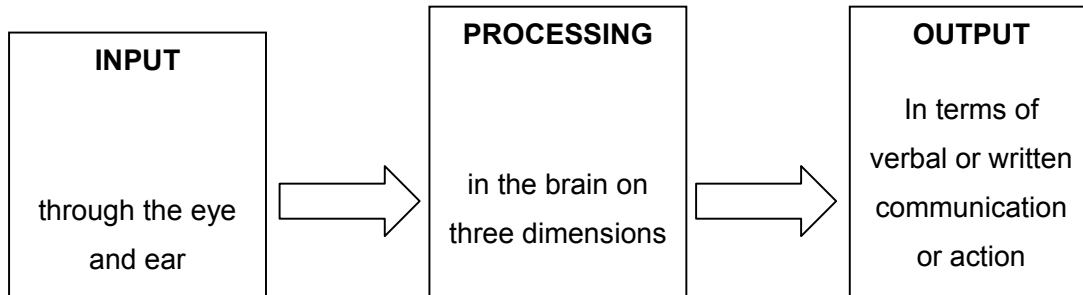 INPUT
through the eye
and ear
PROCESSING
in the brain on
three dimensions
OUTPUT
In terms of
verbal or written
communication
or action